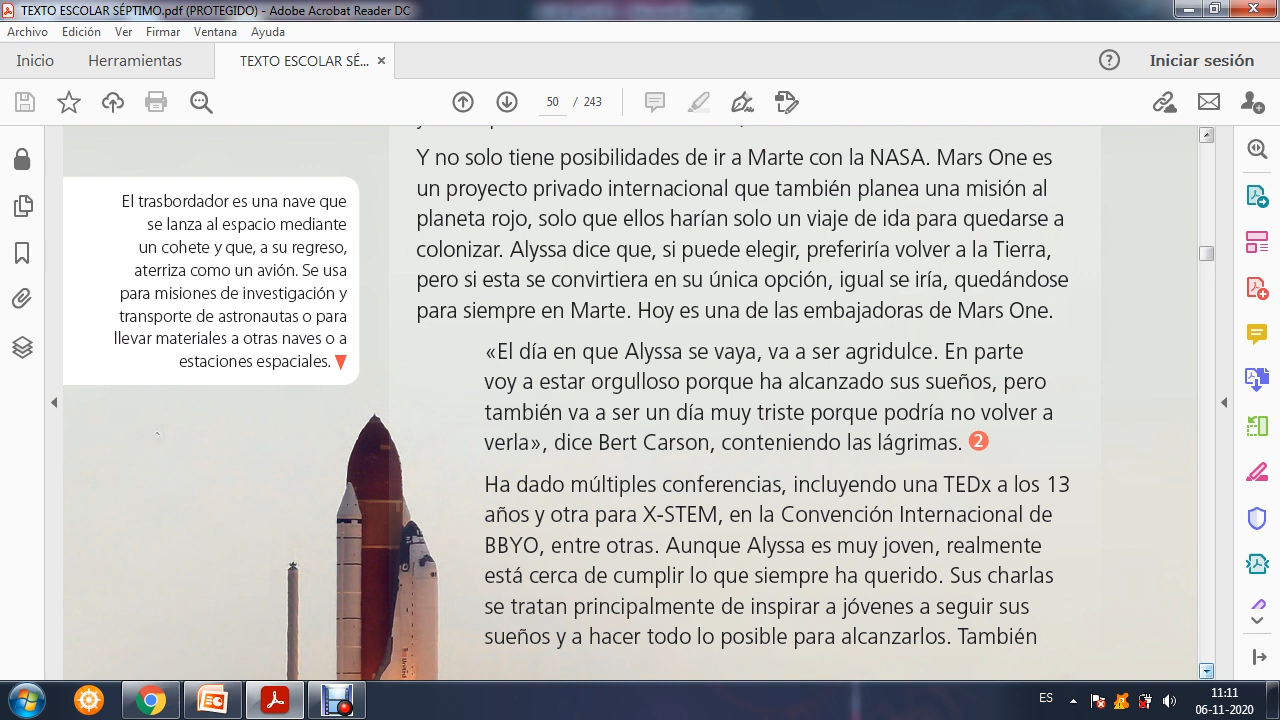 TEXTO ESCOLAR SÉPTIMO.pdf (PROTEGIDO) - Adobe Acrobat Reader DC
Archivo Edición Ver Firmar Ventana Ayuda
Inicio Herramientas TEXTO ESCOLAR SÉ... × ? Iniciar sesión
50 / 243
Y no solo tiene posibilidades de ir a Marte con la NASA. Mars One es
un proyecto privado internacional que también planea una misión al
planeta rojo, solo que ellos harían solo un viaje de ida para quedarse a
colonizar. Alyssa dice que, si puede elegir, preferiría volver a la Tierra,
pero si esta se convirtiera en su única opción, igual se iría, quedándose
para siempre en Marte. Hoy es una de las embajadoras de Mars One.
El trasbordador es una nave que
se lanza al espacio mediante
un cohete y que, a su regreso,
aterriza como un avión. Se usa
para misiones de investigación y
transporte de astronautas o para
llevar materiales a otras naves o a
estaciones espaciales.
«El día en que Alyssa se vaya, va a ser agridulce. En parte
voy a estar orgulloso porque ha alcanzado sus sueños, pero
también va a ser un día muy triste porque podría no volver a
verla», dice Bert Carson, conteniendo las lágrimas. 2
Ha dado múltiples conferencias, incluyendo una TEDx a los 13
años y otra para X-STEM, en la Convención Internacional de
BBYO, entre otras. Aunque Alyssa es muy joven, realmente
está cerca de cumplir lo que siempre ha querido. Sus charlas
se tratan principalmente de inspirar a jóvenes a seguir sus
sueños y a hacer todo lo posible para alcanzarlos. También
ES 11:11
06-11-2020